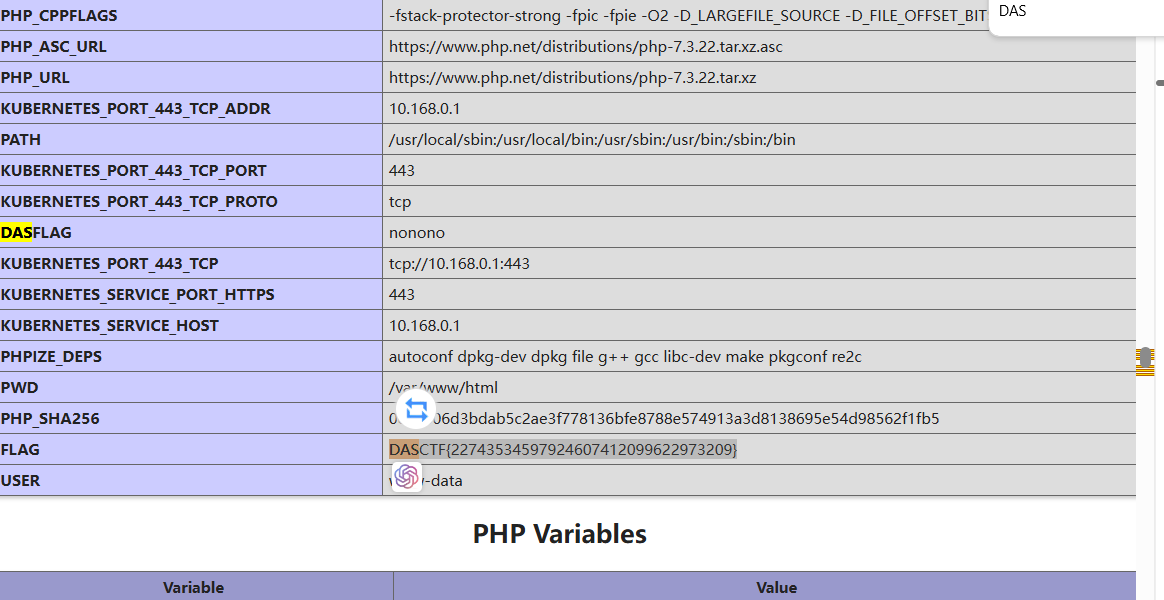 PHP_CPPFLAGS -fstack-protector-strong -fpic -fpie -O2 -D_LARGEFILE_SOURCE -D_FILE_OFFSET_BIT
DAS
PHP_ASC_URL https://www.php.net/distributions/php-7.3.22.tar.xz.asc
PHP_URL https://www.php.net/distributions/php-7.3.22.tar.xz
KUBERNETES_PORT_443_TCP_ADDR 10.168.0.1
PATH /usr/local/sbin:/usr/local/bin:/usr/sbin:/usr/bin:/sbin:/bin
KUBERNETES_PORT_443_TCP_PORT 443
KUBERNETES_PORT_443_TCP_PROTO tcp
DASFLAG nonono
KUBERNETES_PORT_443_TCP tcp://10.168.0.1:443
KUBERNETES_SERVICE_PORT_HTTPS 443
KUBERNETES_SERVICE_HOST 10.168.0.1
PHPIZE_DEPS autoconf dpkg-dev dpkg file g++ gcc libc-dev make pkgconf re2c
PWD /var/www/html
PHP_SHA256 06d3bdab5c2ae3f778136bfe8788e574913a3d8138695e54d98562f1fb5
FLAG DASCTF{22743534597924607412099622973209}
USER -data
PHP Variables
Variable Value